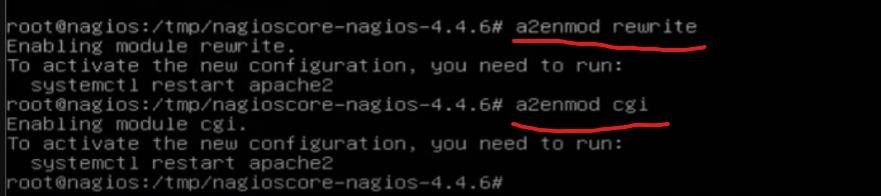 root@nagios:/tmp/nagioscore-nagios-4.4.6# a2enmod rewrite
Enabling module rewrite.
To activate the new configuration, you need to run:
  systemctl restart apache2
root@nagios:/tmp/nagioscore-nagios-4.4.6# a2enmod cgi
Enabling module cgi.
To activate the new configuration, you need to run:
  systemctl restart apache2
root@nagios:/tmp/nagioscore-nagios-4.4.6#